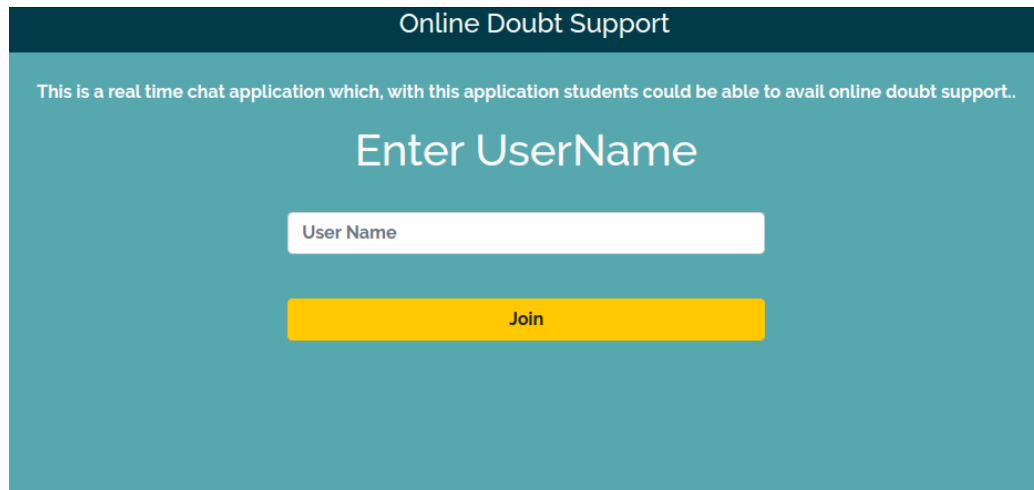 Online Doubt Support
This is a real time chat application which, with this application students could be able to avail online doubt support..
Enter UserName
User Name
Join